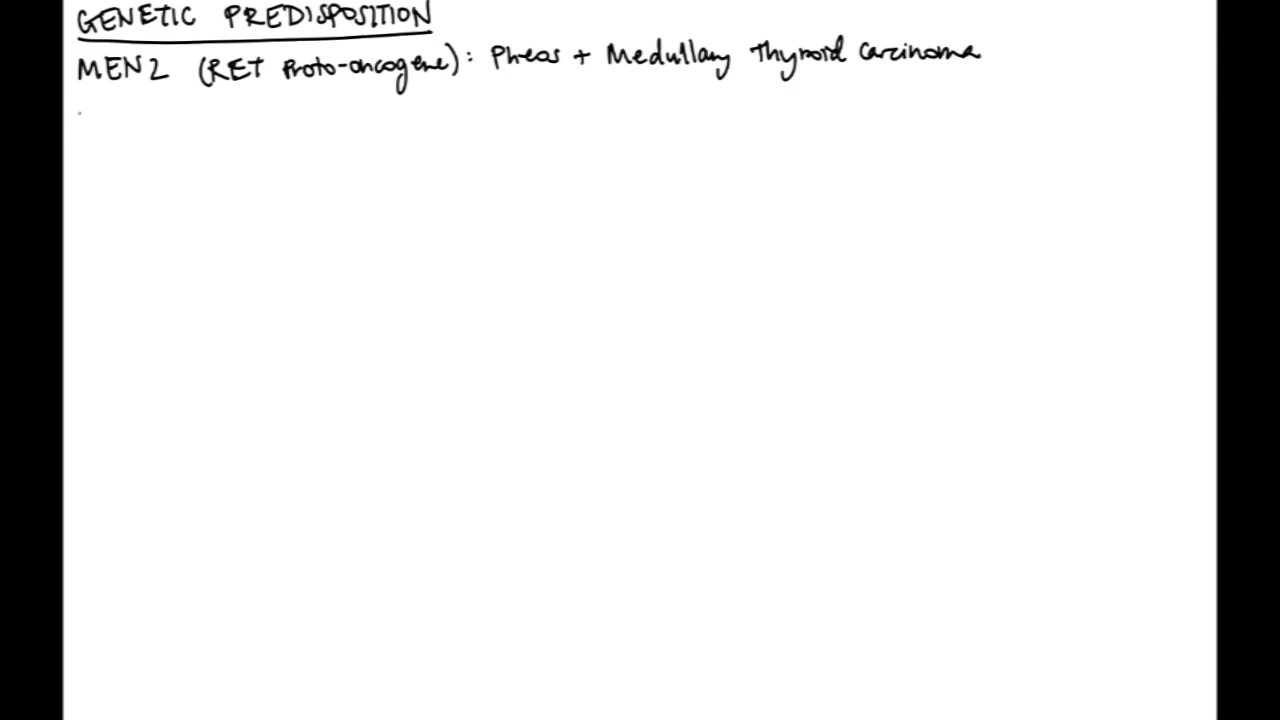 GENETIC PREDISPOSITION
MEN2 (RET Proto-oncogene): Pheos + Medullary Thyroid Carcinoma